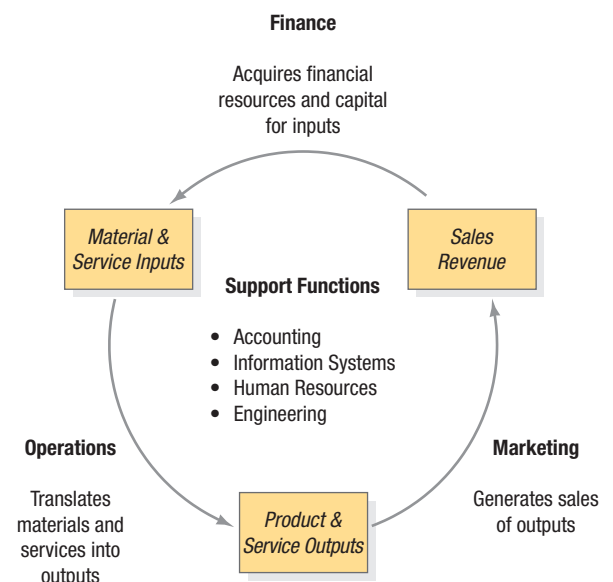 Finance
Acquires financial
resources and capital
for inputs
Material &
Service Inputs
Sales
Revenue
Support Functions
• Accounting
• Information Systems
• Human Resources
• Engineering
Operations
Translates
materials and
services into
outputs
Marketing
Generates sales
of outputs
Product &
Service Outputs